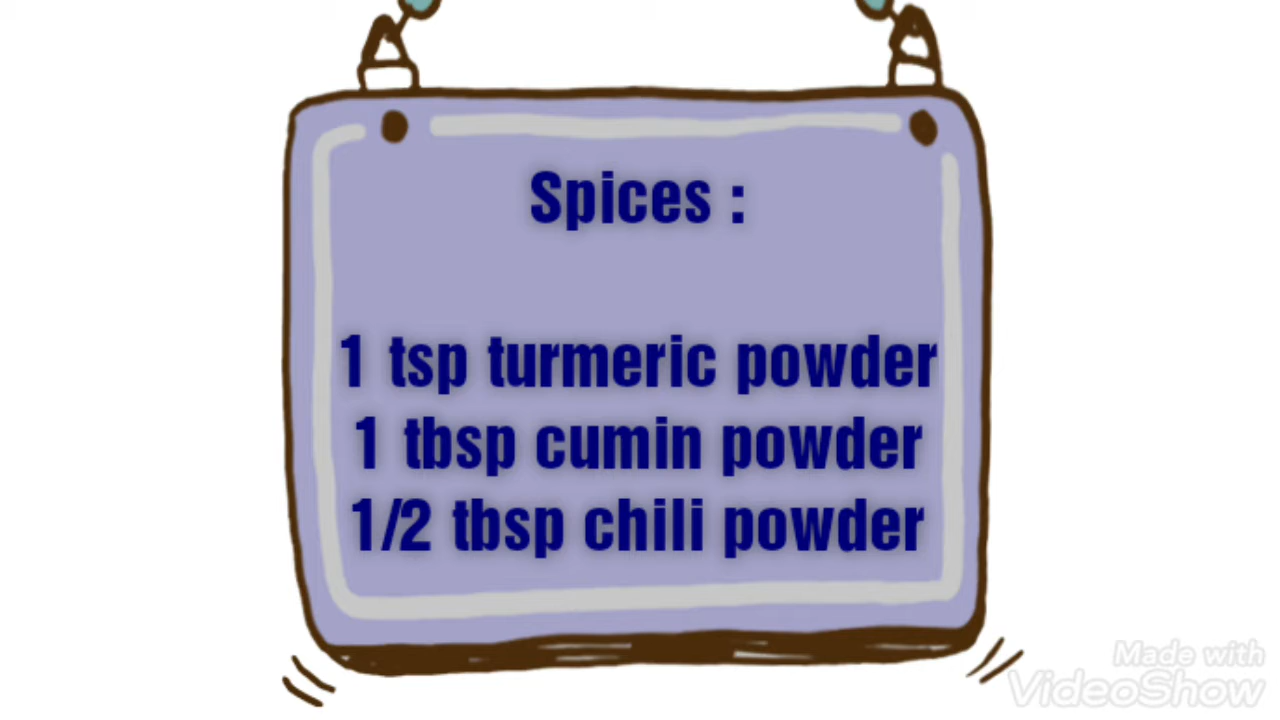 Spices :
1 tsp turmeric powder
1 tbsp cumin powder
1/2 tbsp chili powder
Made with
VideoShow